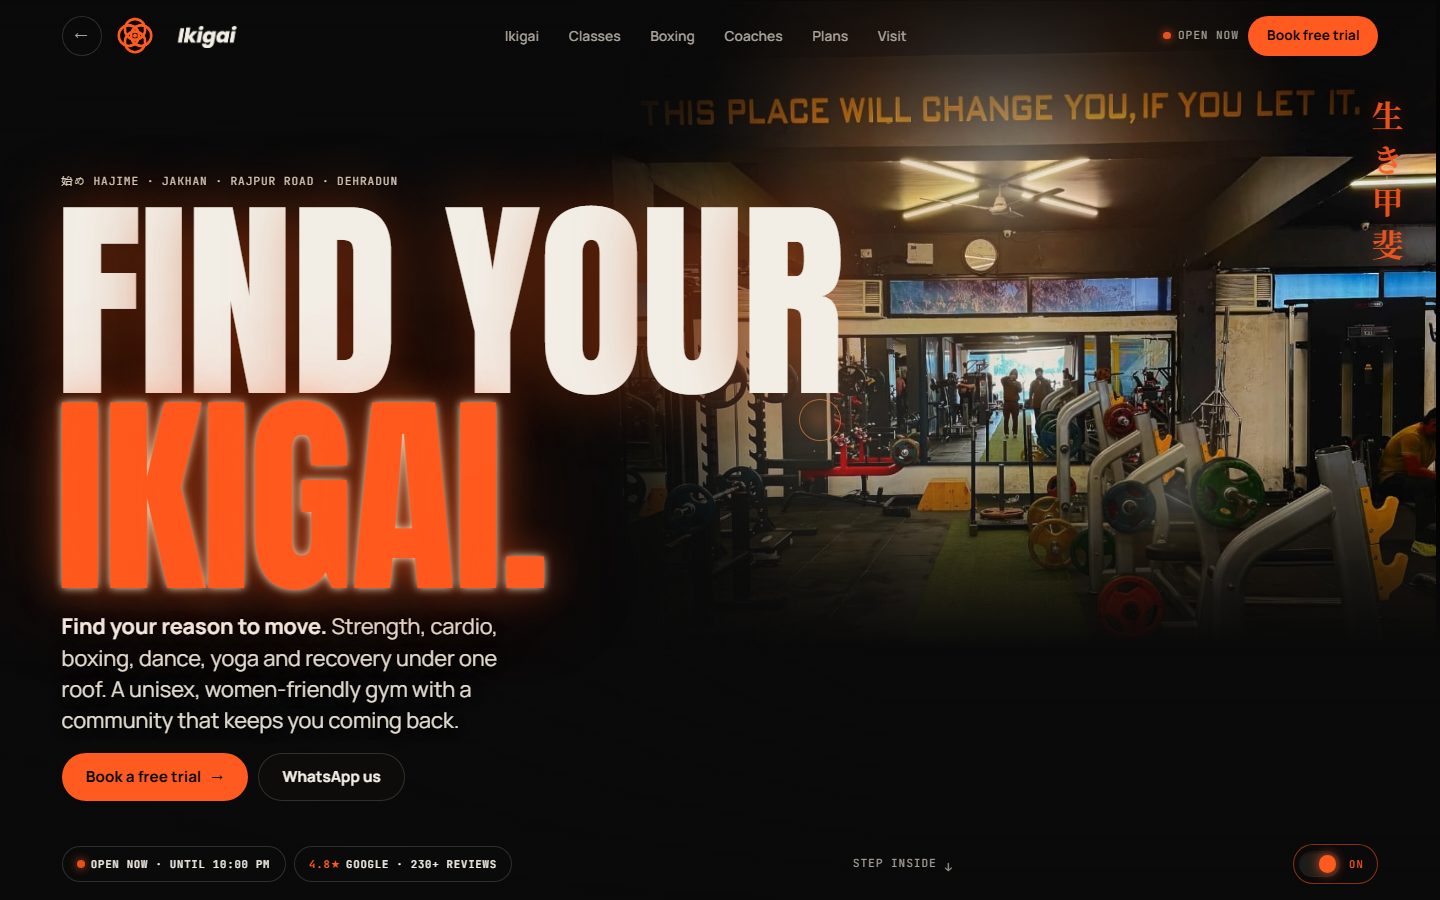 ←
Ikigai
Ikigai Classes Boxing Coaches Plans Visit
OPEN NOW
Book free trial
THIS PLACE WILL CHANGE YOU, IF YOU LET IT.
生き甲斐
始め HAJIME · JAKHAN · RAJPUR ROAD · DEHRADUN
FIND YOUR
IKIGAI.
Find your reason to move. Strength, cardio,
boxing, dance, yoga and recovery under one
roof. A unisex, women-friendly gym with a
community that keeps you coming back.
Book a free trial →
WhatsApp us
OPEN NOW · UNTIL 10:00 PM
4.8★ GOOGLE · 230+ REVIEWS
STEP INSIDE ↓
ON